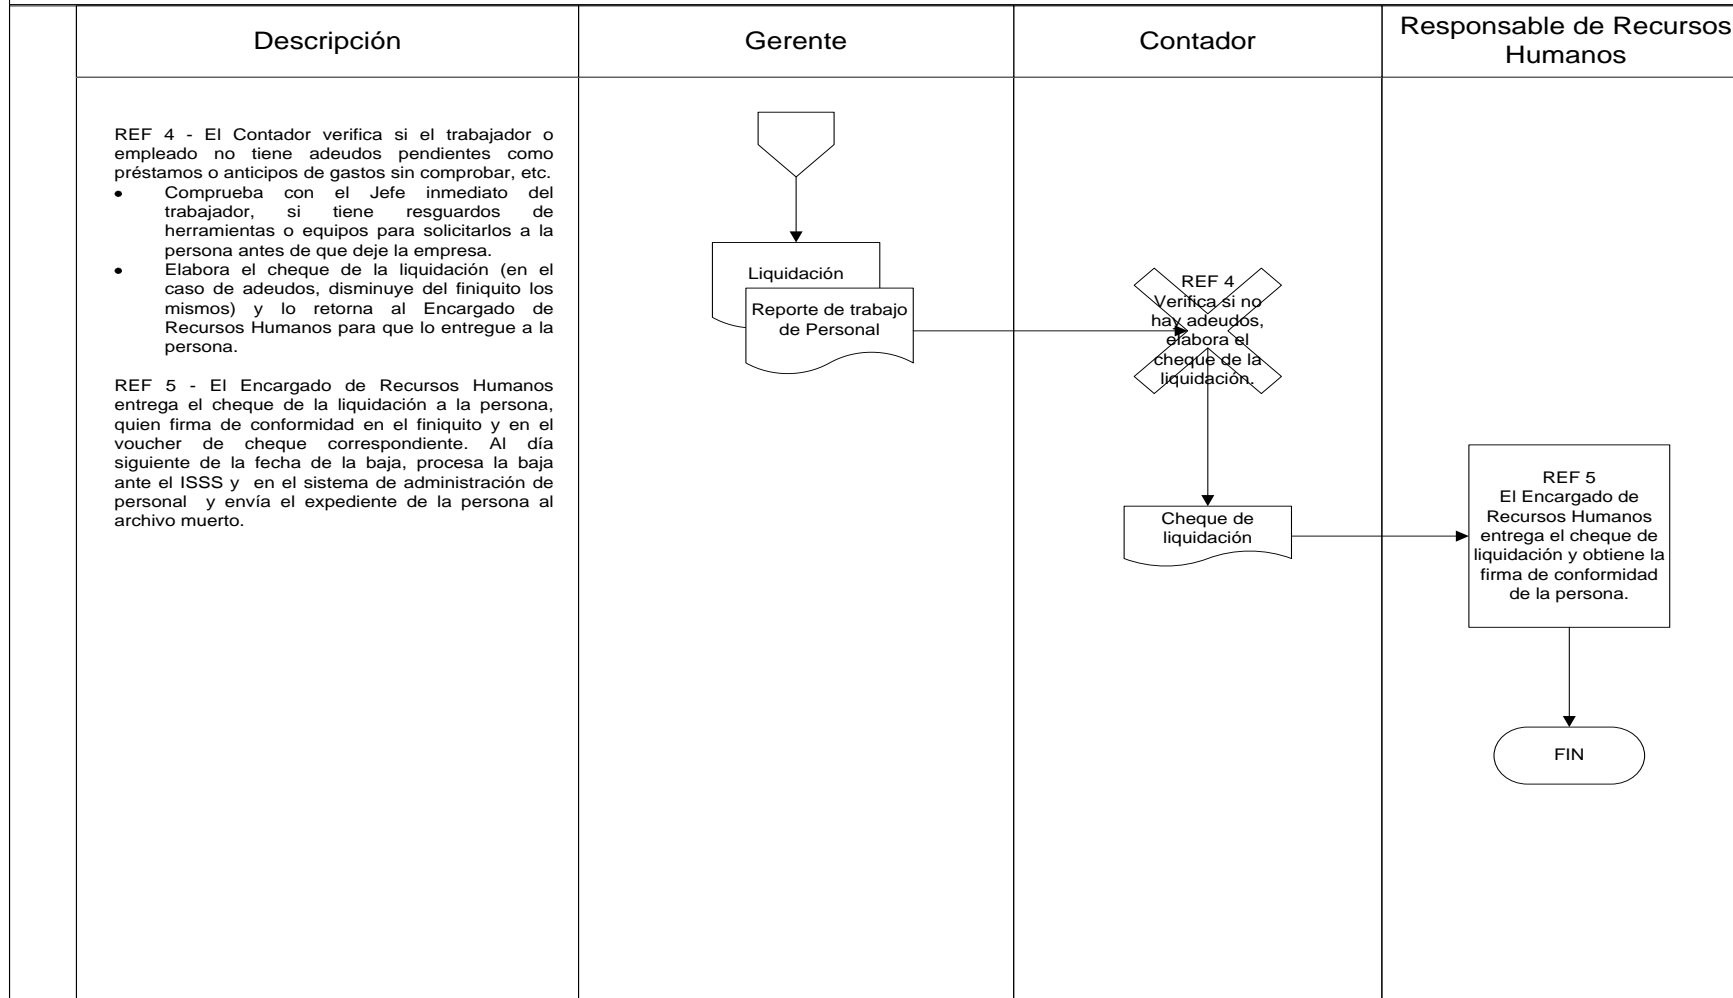 Descripción
Gerente
Contador
Responsable de Recursos
Humanos
REF 4 - El Contador verifica si el trabajador o
empleado no tiene adeudos pendientes como
préstamos o anticipos de gastos sin comprobar, etc.
• Comprueba con el Jefe inmediato del
trabajador, si tiene resguardos de
herramientas o equipos para solicitarlos a la
persona antes de que deje la empresa.
• Elabora el cheque de la liquidación (en el
caso de adeudos, disminuye del finiquito los
mismos) y lo retorna al Encargado de
Recursos Humanos para que lo entregue a la
persona.
REF 5 - El Encargado de Recursos Humanos
entrega el cheque de la liquidación a la persona,
quien firma de conformidad en el finiquito y en el
voucher de cheque correspondiente. Al día
siguiente de la fecha de la baja, procesa la baja
ante el ISSS y en el sistema de administración de
personal y envía el expediente de la persona al
archivo muerto.
Liquidación
Reporte de trabajo
de Personal
REF 4
Verifica si no
hay adeudos,
elabora el
cheque de la
liquidación.
Cheque de
liquidación
REF 5
El Encargado de
Recursos Humanos
entrega el cheque de
liquidación y obtiene la
firma de conformidad
de la persona.
FIN